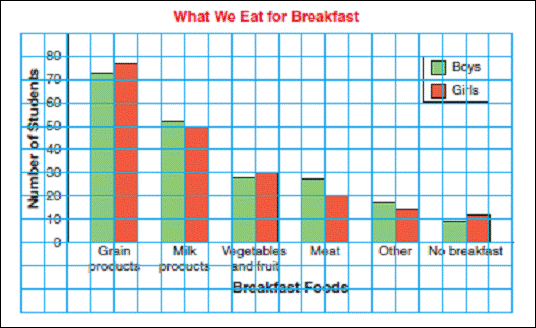 What We Eat for Breakfast
Number of Students
80
70
60
50
40
30
20
10
0
Boys
Girls
Grain products
Milk products
Vegetables and fruit
Meat
Other
No breakfast
Breakfast Foods